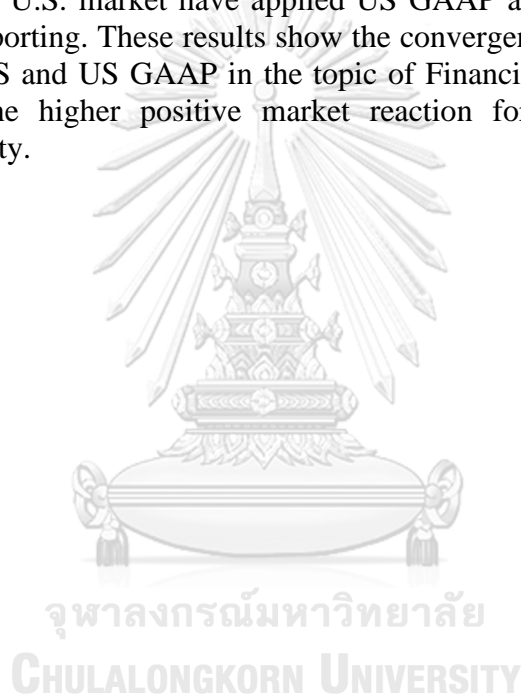 U.S. market have applied US GAAP a
porting. These results show the converger
S and US GAAP in the topic of Financi
ne higher positive market reaction for
ty.
จุฬาลงกรณ์มหาวิทยาลัย
CHULALONGKORN UNIVERSITY